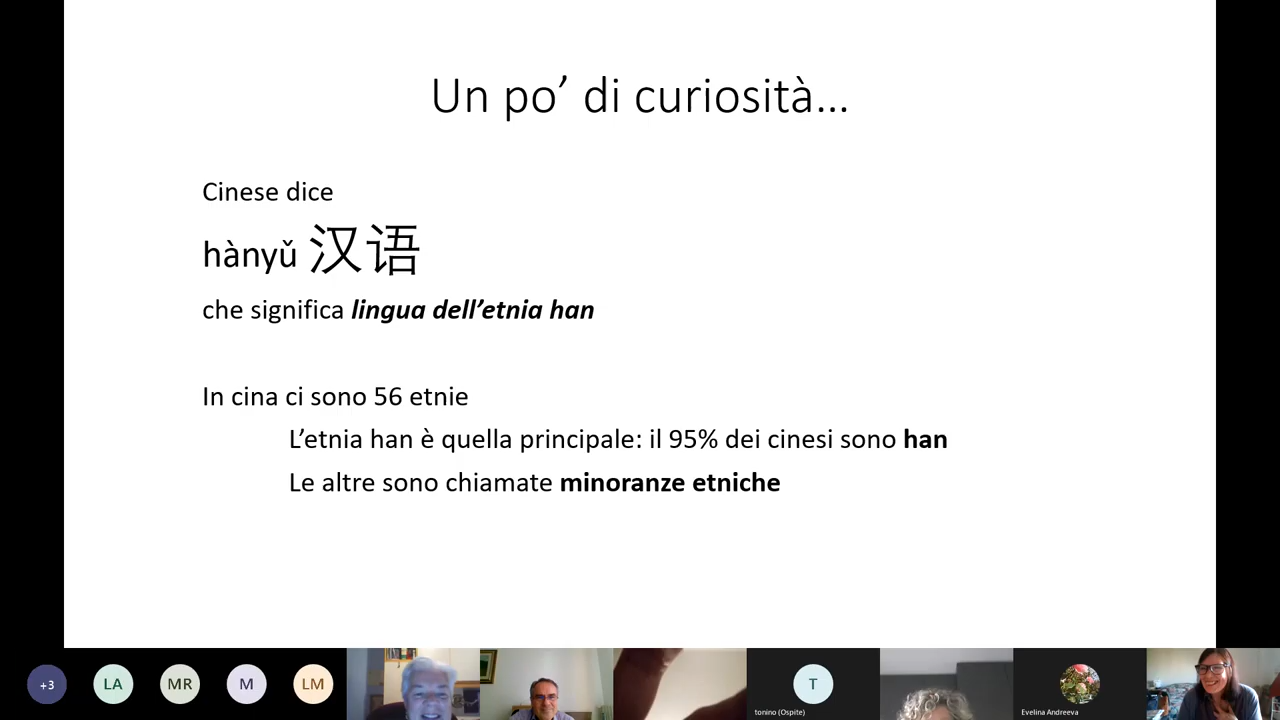 Un po’ di curiosità...
Cinese dice
hànyǔ 汉语
che significa lingua dell’etnia han
In cina ci sono 56 etnie
L’etnia han è quella principale: il 95% dei cinesi sono han
Le altre sono chiamate minoranze etniche
+3
LA
MR
M
LM
T
tonino (Ospite)
Evelina Andreeva